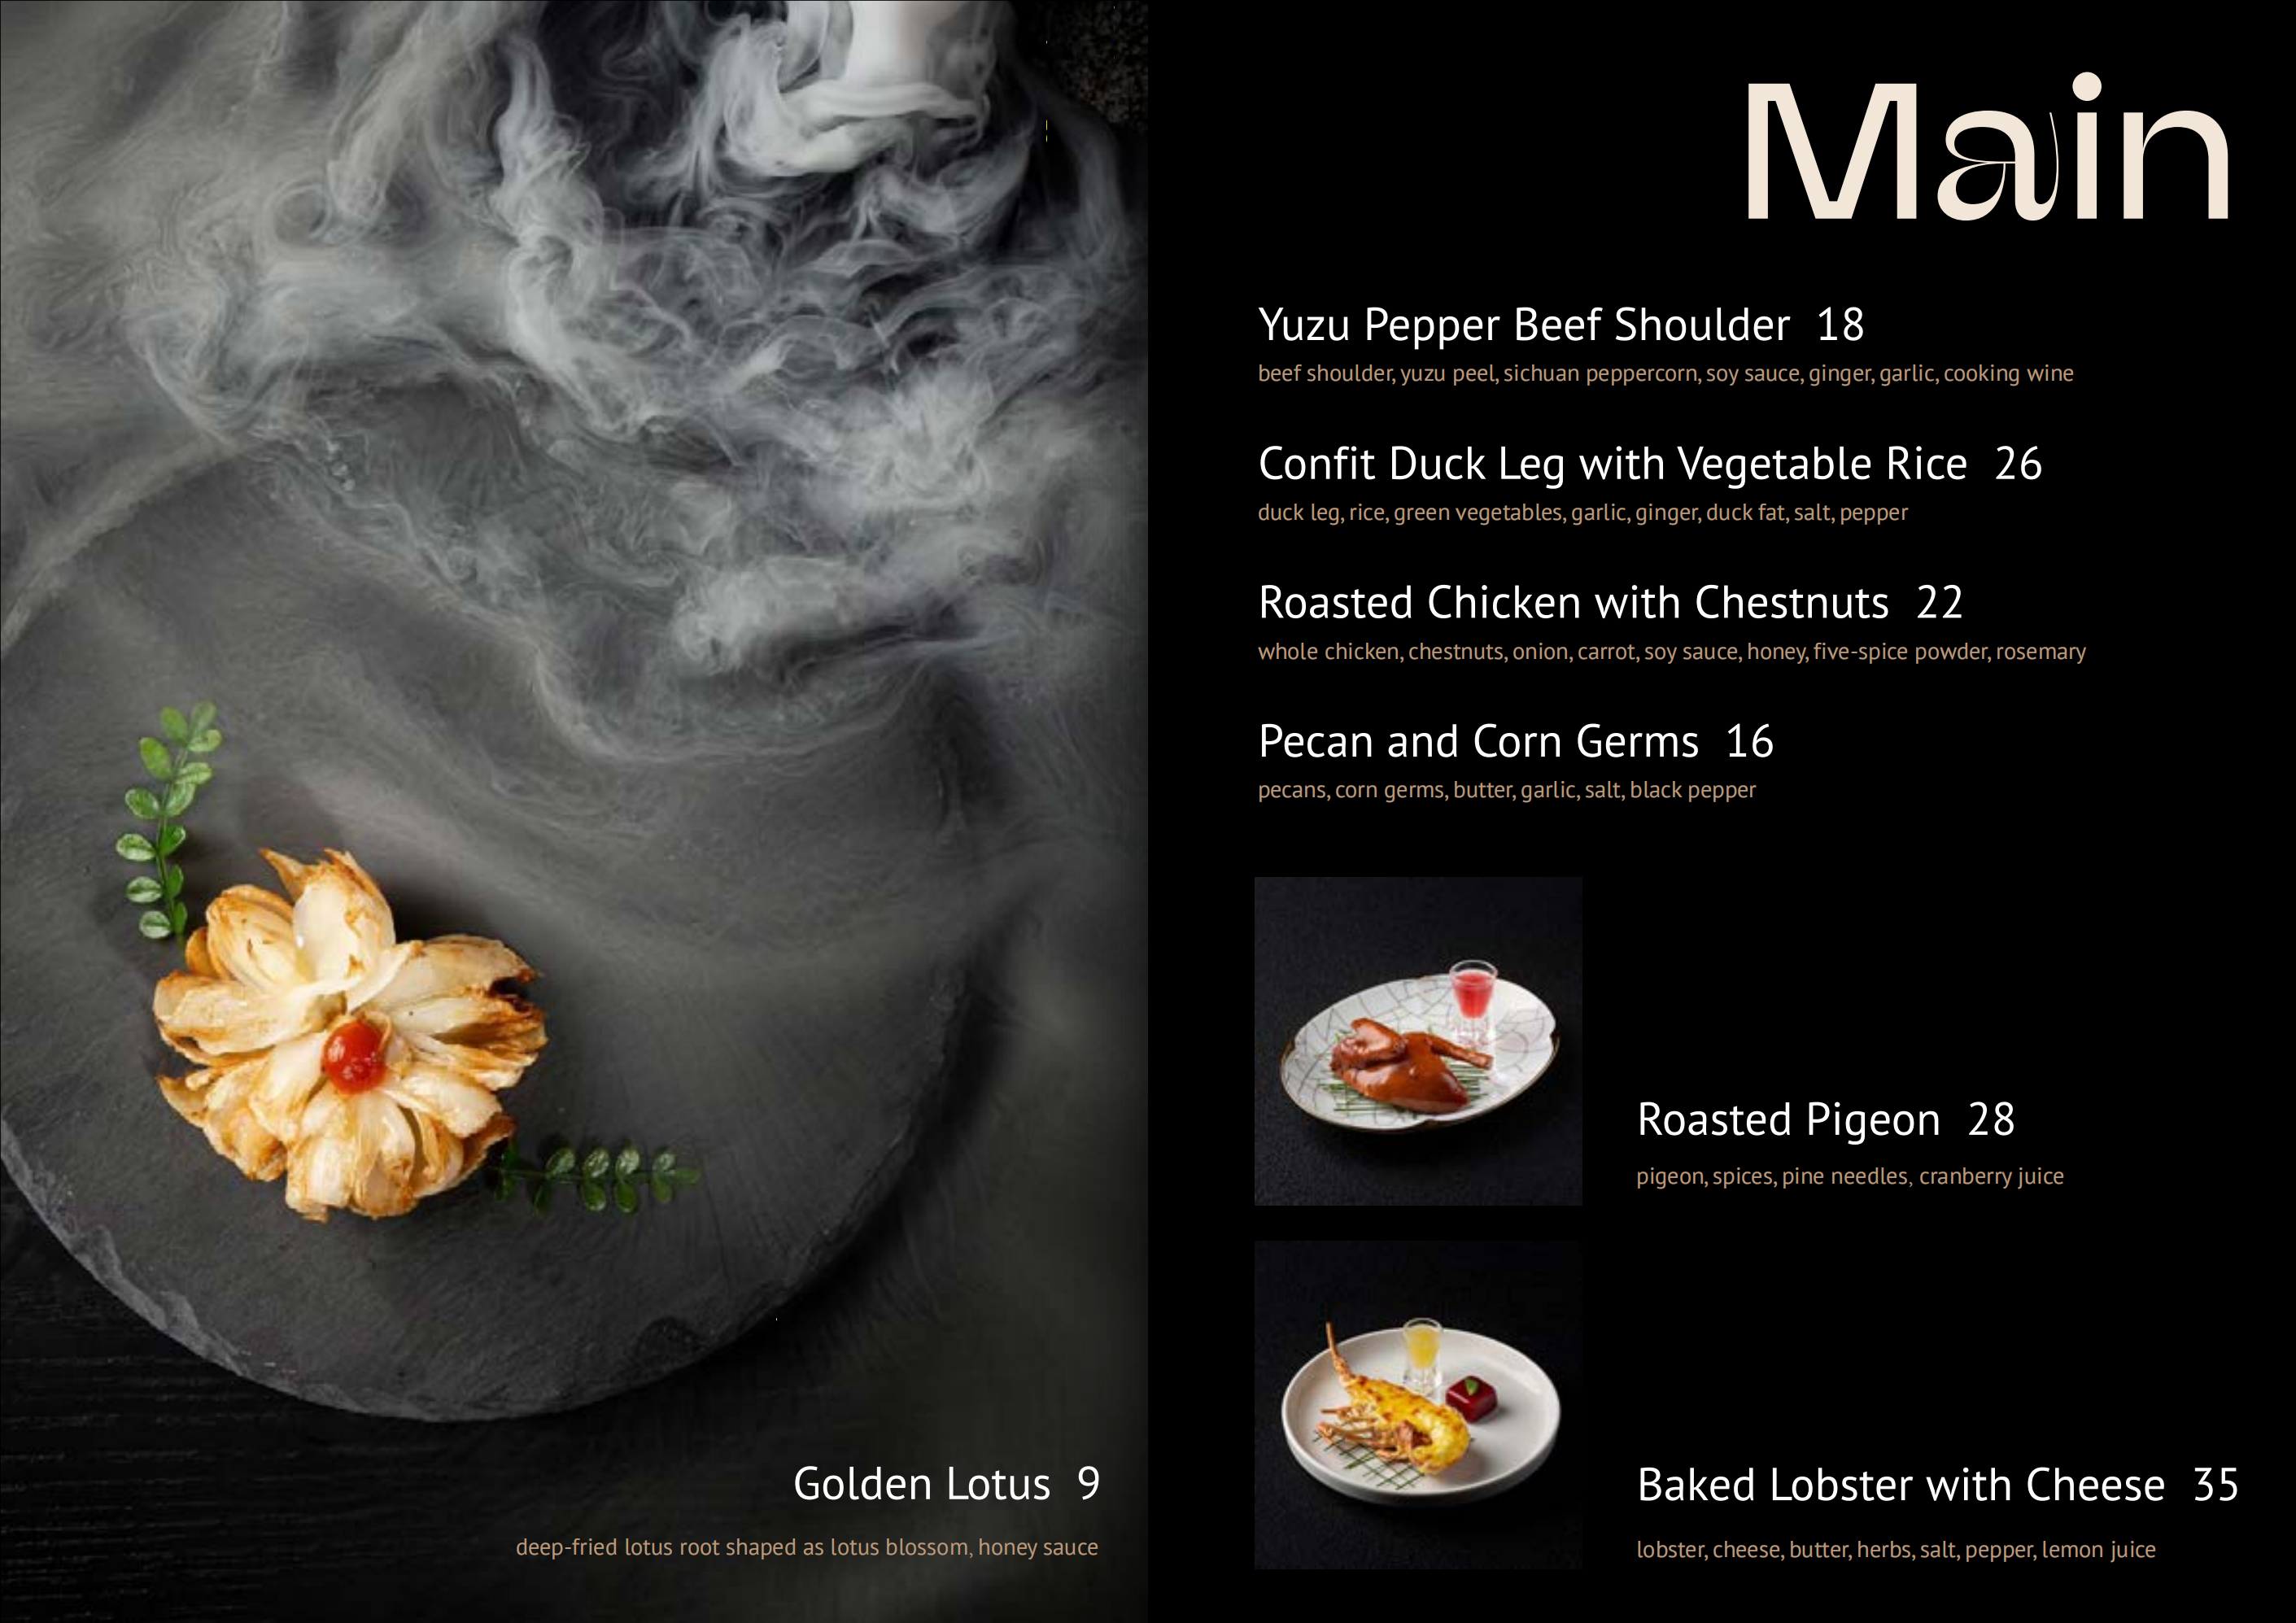 Golden Lotus 9
deep-fried lotus root shaped as lotus blossom, honey sauce
Main
Yuzu Pepper Beef Shoulder 18
beef shoulder, yuzu peel, sichuan peppercorn, soy sauce, ginger, garlic, cooking wine
Confit Duck Leg with Vegetable Rice 26
duck leg, rice, green vegetables, garlic, ginger, duck fat, salt, pepper
Roasted Chicken with Chestnuts 22
whole chicken, chestnuts, onion, carrot, soy sauce, honey, five-spice powder, rosemary
Pecan and Corn Germs 16
pecans, corn germs, butter, garlic, salt, black pepper
Roasted Pigeon 28
pigeon, spices, pine needles, cranberry juice
Baked Lobster with Cheese 35
lobster, cheese, butter, herbs, salt, pepper, lemon juice